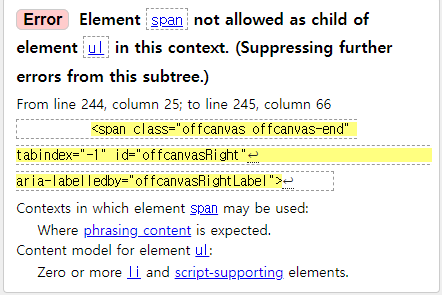 Error Element span not allowed as child of
element ul in this context. (Suppressing further
errors from this subtree.)
From line 244, column 25; to line 245, column 66
<span class="offcanvas offcanvas-end"
tabindex="-1" id="offcanvasRight"↩
aria-labelledby="offcanvasRightLabel">↩
Contexts in which element span may be used:
Where phrasing content is expected.
Content model for element ul:
Zero or more li and script-supporting elements.